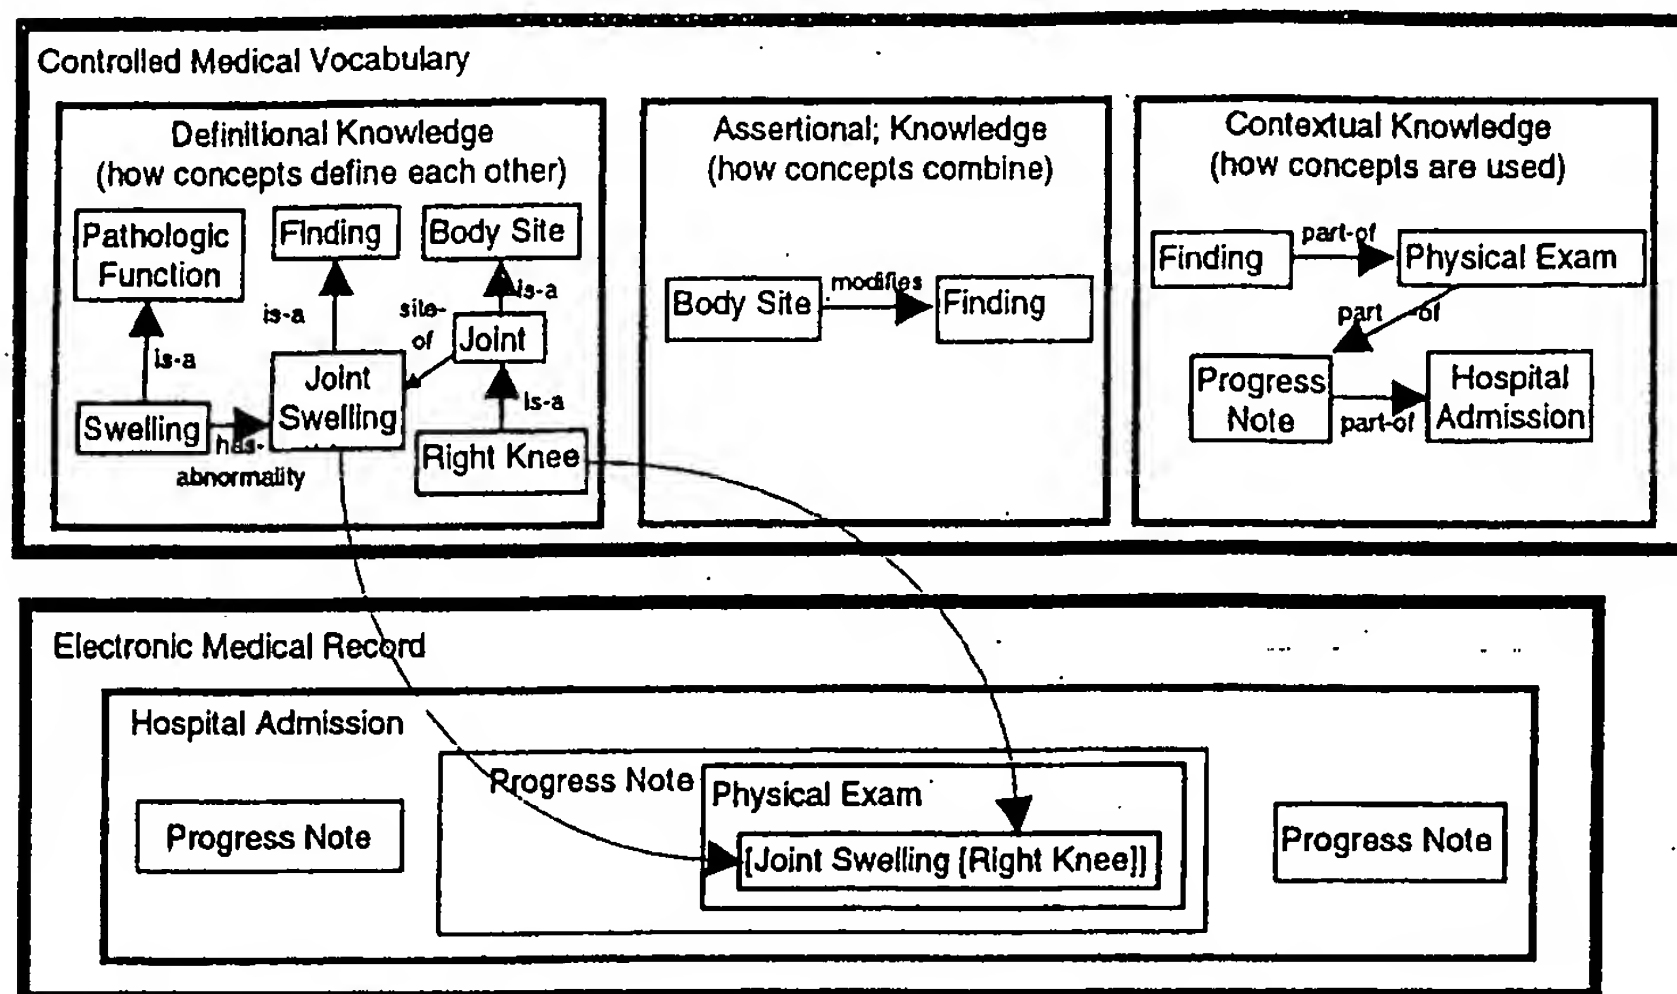 Controlled Medical Vocabulary
Definitional Knowledge
(how concepts define each other)
Pathologic
Function
Finding
Body Site
is-a
is-a
site-
of
is-a
Joint
Joint
Swelling
is-a
Swelling
has-
abnormality
Right Knee
Assertional; Knowledge
(how concepts combine)
Body Site
modifies
Finding
Contextual Knowledge
(how concepts are used)
Finding
part-of
Physical Exam
part -of
Progress
Note
part-of
Hospital
Admission
Electronic Medical Record
Hospital Admission
Progress Note
Progress Note
Physical Exam
[Joint Swelling [Right Knee]]
Progress Note